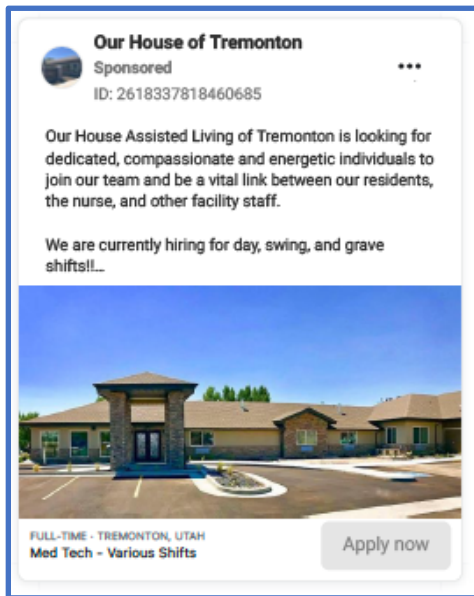 Our House of Tremonton
Sponsored
ID: 2618337818460685
Our House Assisted Living of Tremonton is looking for
dedicated, compassionate and energetic individuals to
join our team and be a vital link between our residents,
the nurse, and other facility staff.
We are currently hiring for day, swing, and grave
shifts!!...
FULL-TIME · TREMONTON, UTAH
Med Tech - Various Shifts
Apply now